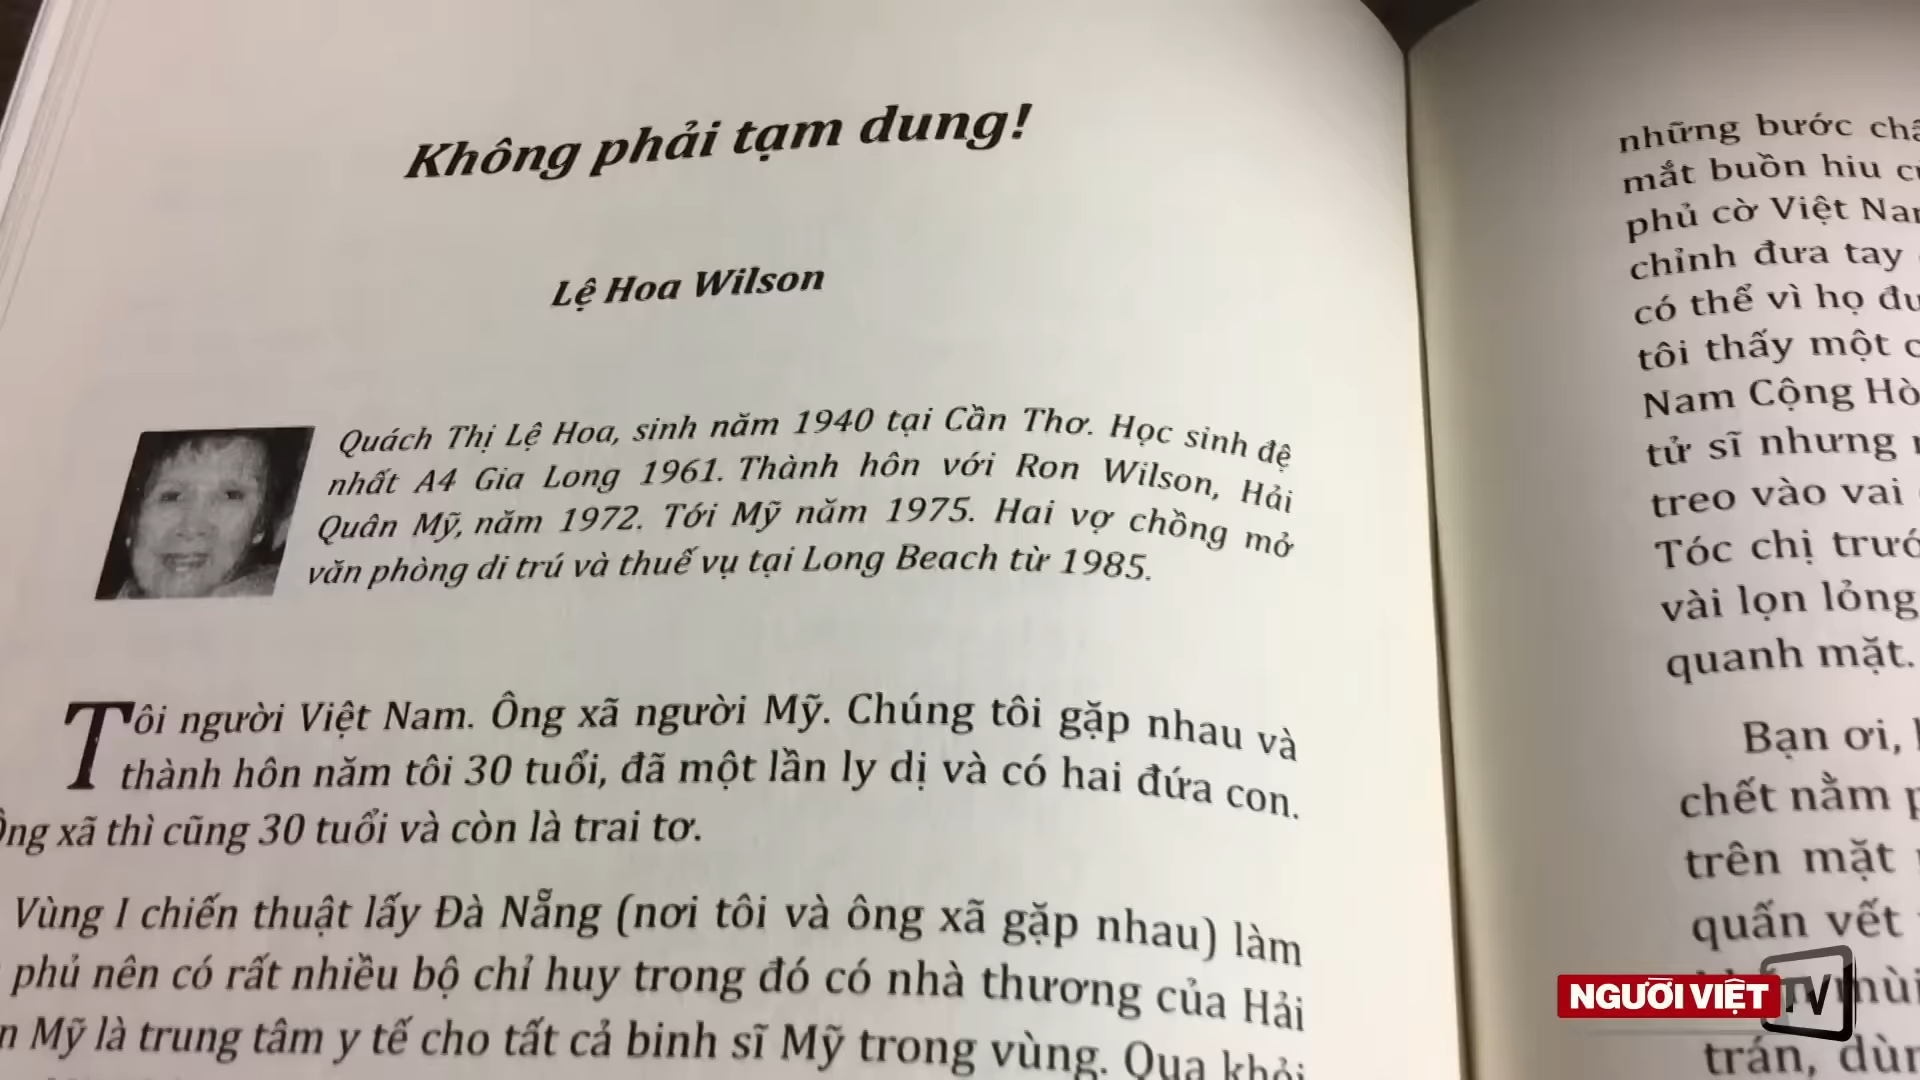 Không phải tạm dung!
Lệ Hoa Wilson
Quách Thị Lệ Hoa, sinh năm 1940 tại Cần Thơ. Học sinh đệ
nhất A4 Gia Long 1961. Thành hôn với Ron Wilson, Hải
Quân Mỹ, năm 1972. Tới Mỹ năm 1975. Hai vợ chồng mở
văn phòng di trú và thuế vụ tại Long Beach từ 1985.
Tôi người Việt Nam. Ông xã người Mỹ. Chúng tôi gặp nhau và
thành hôn năm tôi 30 tuổi, đã một lần ly dị và có hai đứa con.
Ông xã thì cũng 30 tuổi và còn là trai tơ.
Vùng I chiến thuật lấy Đà Nẵng (nơi tôi và ông xã gặp nhau) làm
phủ nên có rất nhiều bộ chỉ huy trong đó có nhà thương của Hải
Mỹ là trung tâm y tế cho tất cả binh sĩ Mỹ trong vùng. Qua khỏi
những bước
mắt buồn hiu
phủ cờ Việt
chỉnh đưa tay
có thể vì họ
tôi thấy một
Nam Cộng
tử sĩ nhưng
treo vào vai
Tóc chị
vài lọn lỏng
quanh mặt.
Bạn ơi,
chết nằm
trên mặt
quấn vết
mùi
trán,
NGƯỜI VIỆT TV